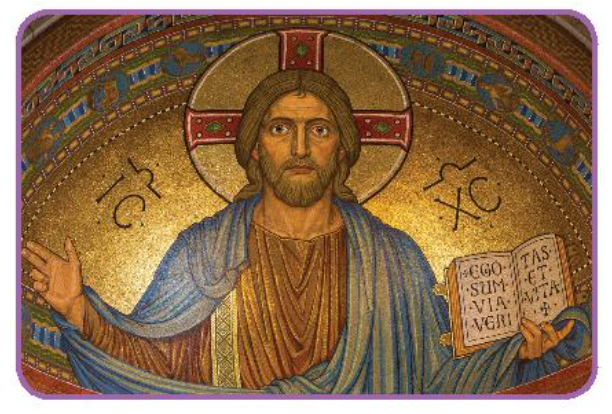 IC
XC
·EGO·
SUM·
VIA·
VERI
TAS·
·ET·
VITA